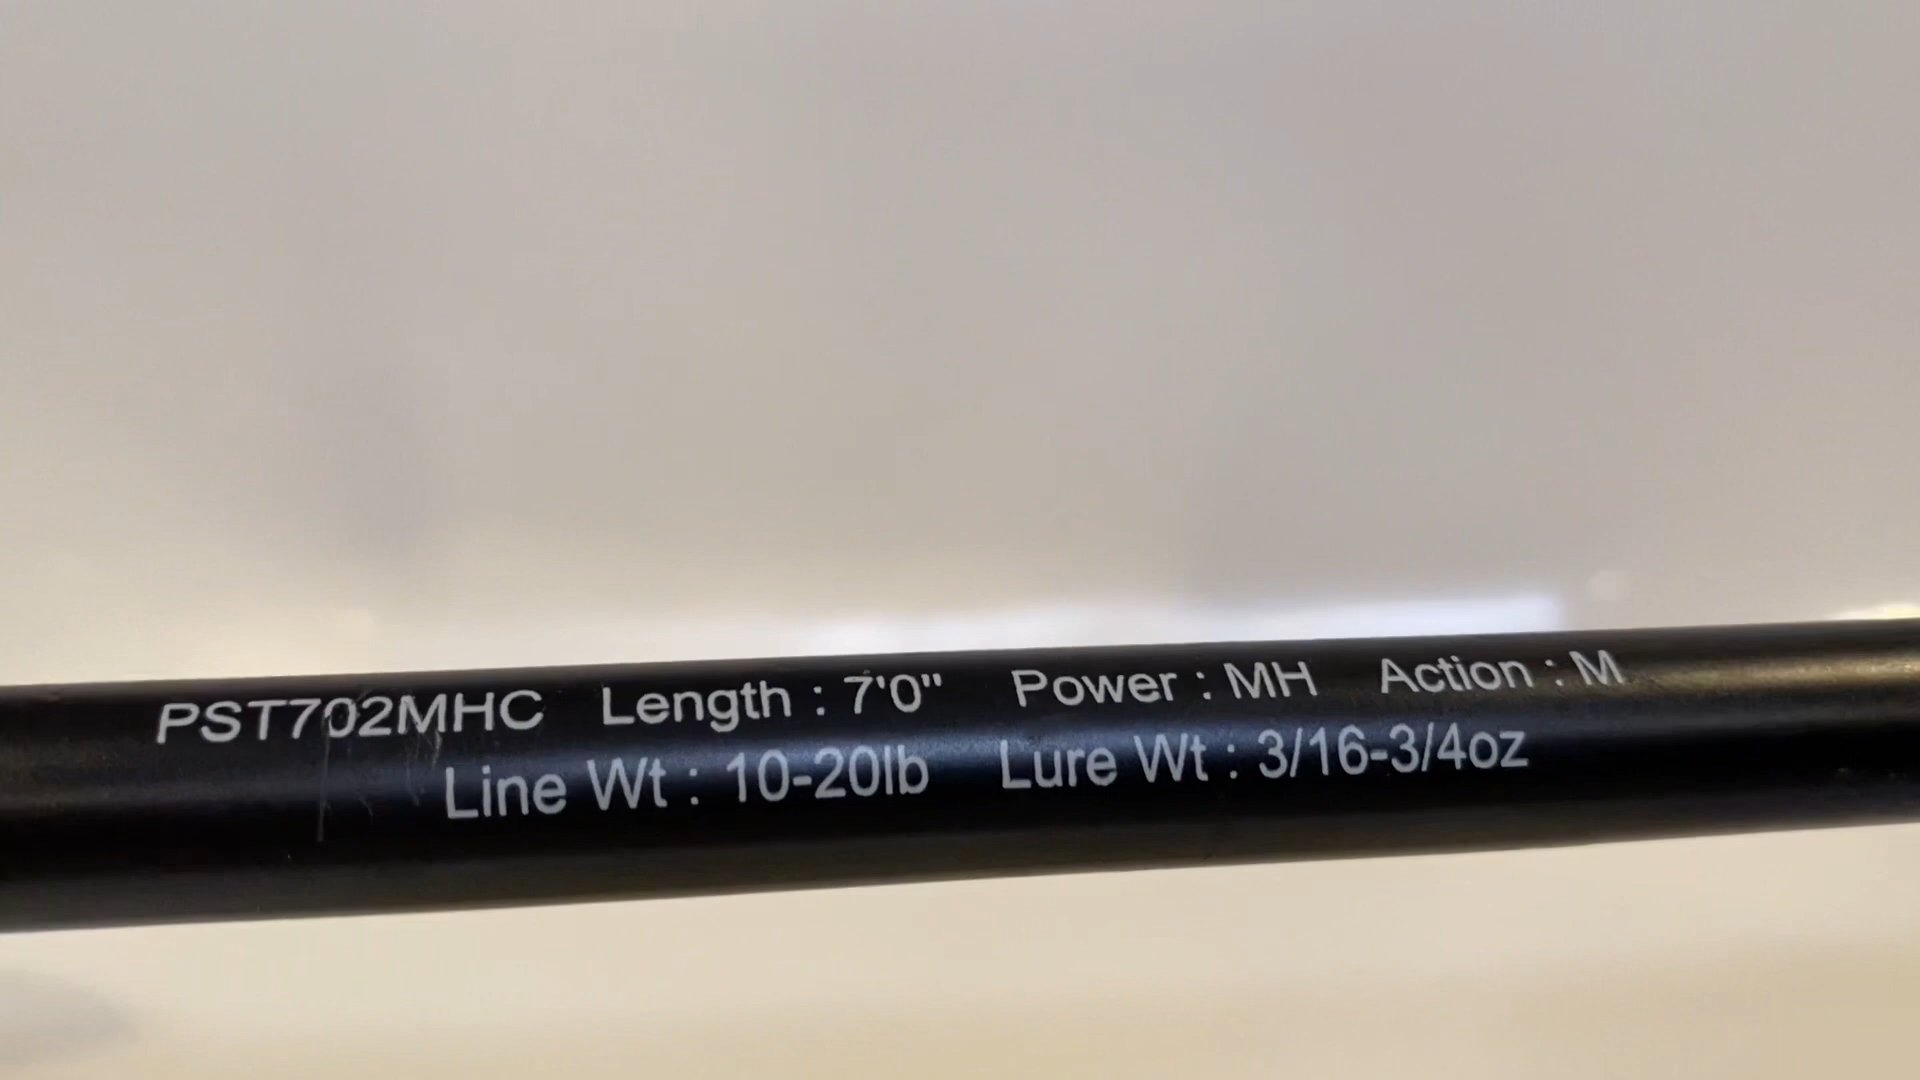 PST702MHC Length : 7'0" Power : MH Action : M
Line Wt : 10-20lb Lure Wt : 3/16-3/4oz